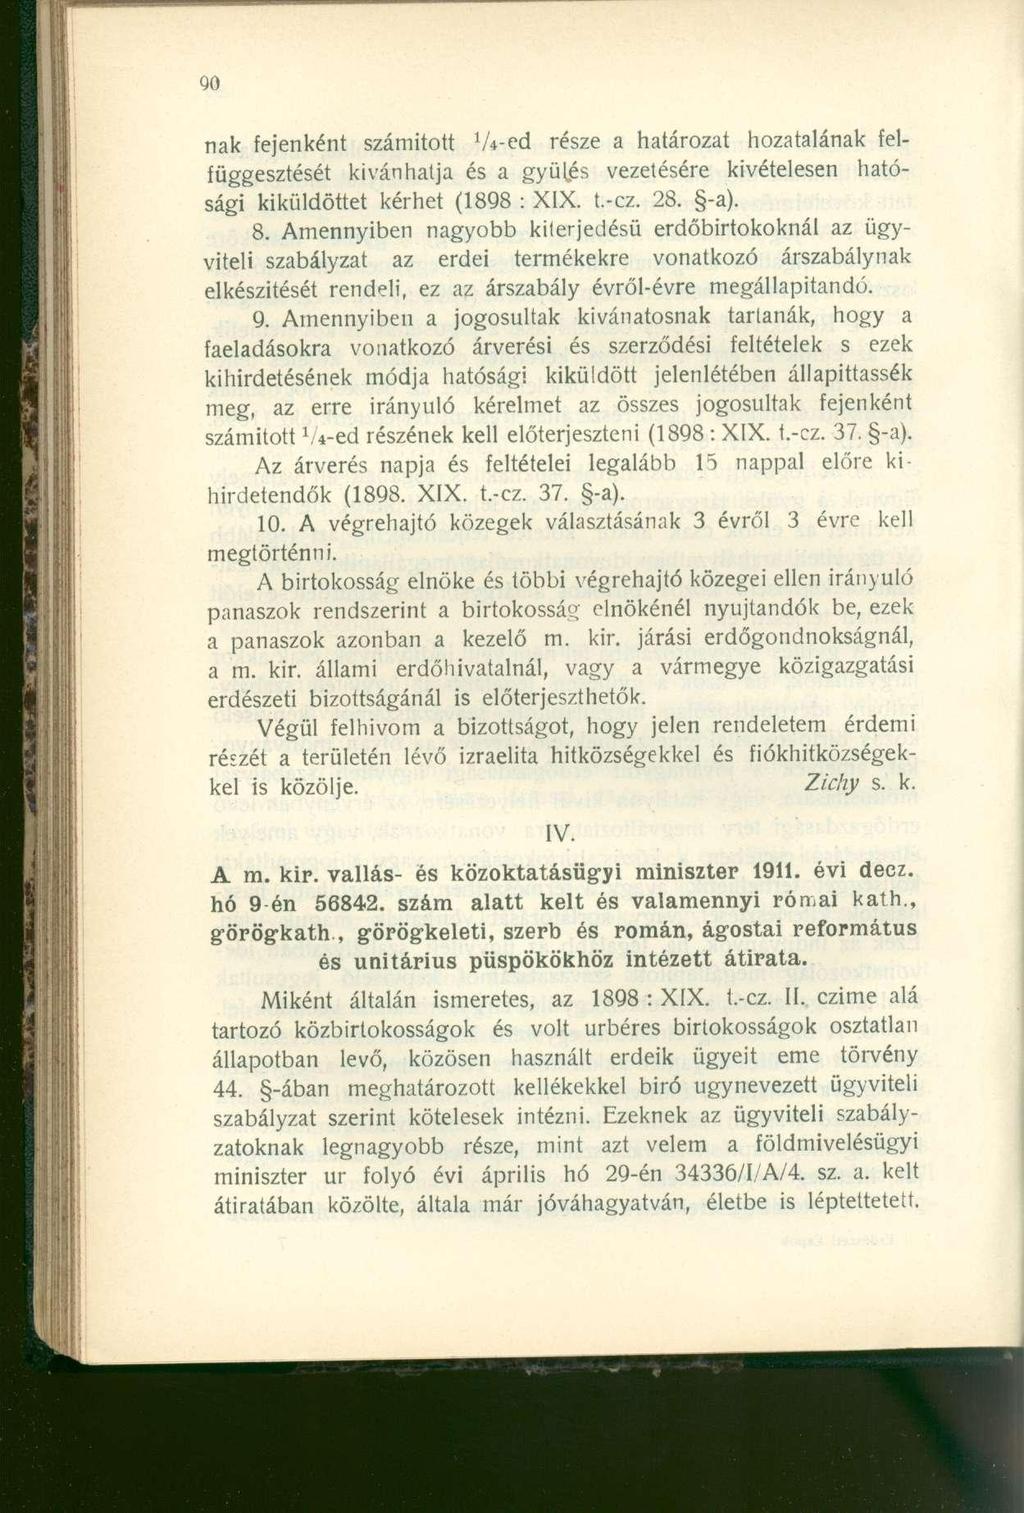 90
nak fejenként számitott ¹/₄-ed része a határozat hozatalának fel-
függesztését kivánhatja és a gyülés vezetésére kivételesen ható-
sági kiküldöttet kérhet (1898 : XIX. t.-cz. 28. §-a).
8. Amennyiben nagyobb kiterjedésü erdőbirtokoknál az ügy-
viteli szabályzat az erdei termékekre vonatkozó árszabálynak
elkészitését rendeli, ez az árszabály évről-évre megállapitandó.
9. Amennyiben a jogosultak kivánatosnak tartanák, hogy a
faeladásokra vonatkozó árverési és szerződési feltételek s ezek
kihirdetésének módja hatósági kiküldött jelenlétében állapittassék
meg, az erre irányuló kérelmet az összes jogosultak fejenként
számitott ¹/₄-ed részének kell előterjeszteni (1898 : XIX. t.-cz. 37. §-a).
Az árverés napja és feltételei legalább 15 nappal előre ki-
hirdetendők (1898. XIX. t.-cz. 37. §-a).
10. A végrehajtó közegek választásának 3 évről 3 évre kell
megtörténni.
A birtokosság elnöke és többi végrehajtó közegei ellen irányuló
panaszok rendszerint a birtokosság elnökénél nyujtandók be, ezek
a panaszok azonban a kezelő m. kir. járási erdőgondnokságnál,
a m. kir. állami erdőhivatalnál, vagy a vármegye közigazgatási
erdészeti bizottságánál is előterjeszthetők.
Végül felhivom a bizottságot, hogy jelen rendeletem érdemi
részét a területén lévő izraelita hitközségekkel és fiókhitközségek-
kel is közölje. Zichy s. k.
IV.
A m. kir. vallás- és közoktatásügyi miniszter 1911. évi decz.
hó 9-én 56842. szám alatt kelt és valamennyi római kath.,
görögkath., görögkeleti, szerb és román, ágostai református
és unitárius püspökökhöz intézett átirata.
Miként általán ismeretes, az 1898 : XIX. t.-cz. II. czime alá
tartozó közbirtokosságok és volt urbéres birtokosságok osztatlan
állapotban levő, közösen használt erdeik ügyeit eme törvény
44. §-ában meghatározott kellékekkel biró ugynevezett ügyviteli
szabályzat szerint kötelesek intézni. Ezeknek az ügyviteli szabály-
zatoknak legnagyobb része, mint azt velem a földmivelésügyi
miniszter ur folyó évi április hó 29-én 34336/I/A/4. sz. a. kelt
átiratában közölte, általa már jóváhagyatván, életbe is léptettetett.